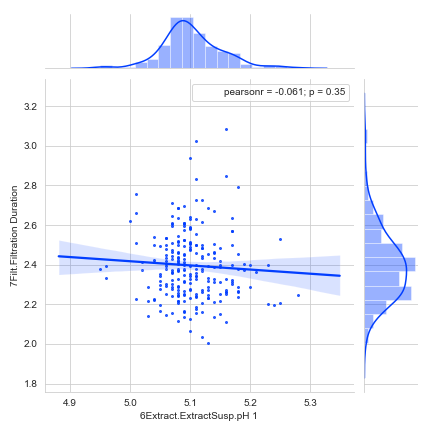 pearsonr = -0.061; p = 0.35
3.2
3.0
2.8
2.6
2.4
2.2
2.0
1.8
7Filt.Filtration Duration
4.9 5.0 5.1 5.2 5.3
6Extract.ExtractSusp.pH 1